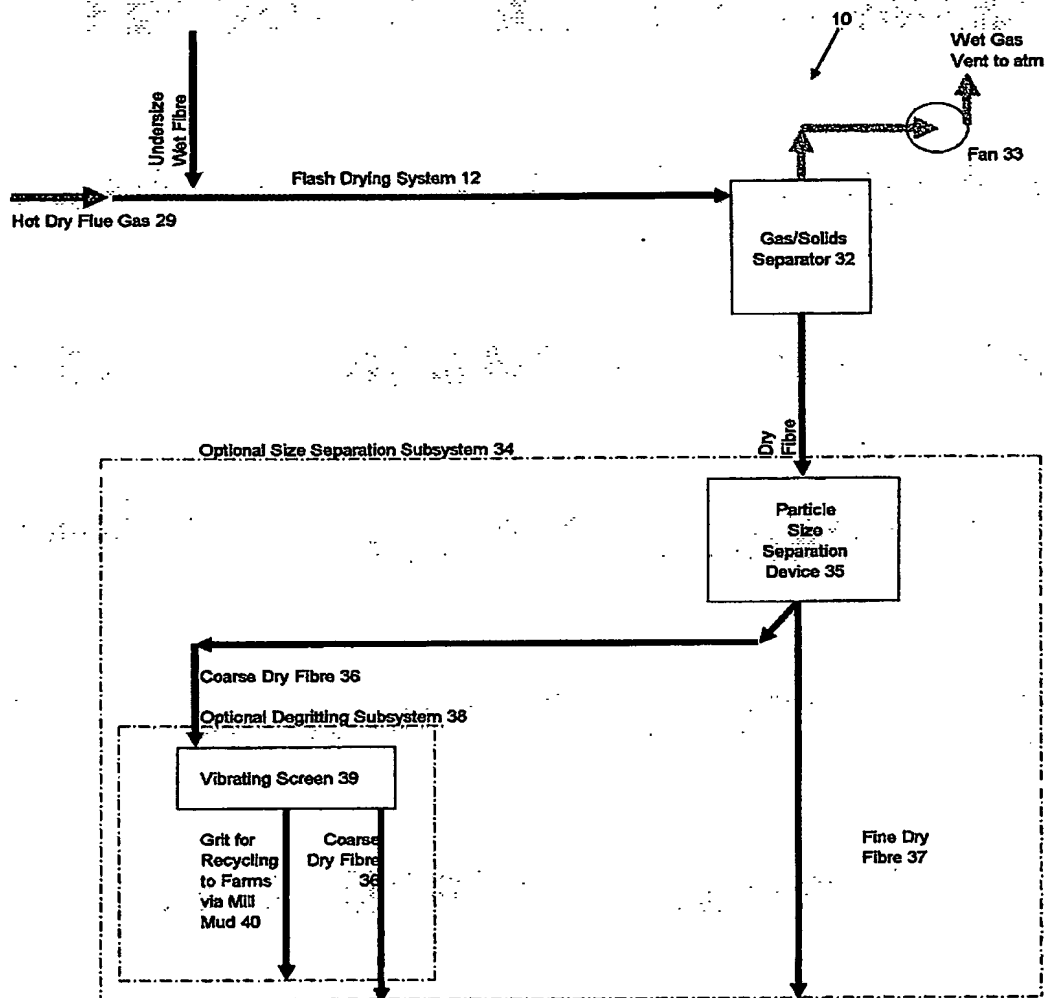 10
Wet Gas
Vent to atm
Undersize
Wet Fibre
Fan 33
Flash Drying System 12
Hot Dry Flue Gas 29
Gas/Solids
Separator 32
Dry
Fibre
Optional Size Separation Subsystem 34
Particle
Size
Separation
Device 35
Coarse Dry Fibre 36
Optional Degritting Subsystem 38
Vibrating Screen 39
Grit for
Recycling
to Farms
via Mill
Mud 40
Coarse
Dry Fibre
36
Fine Dry
Fibre 37